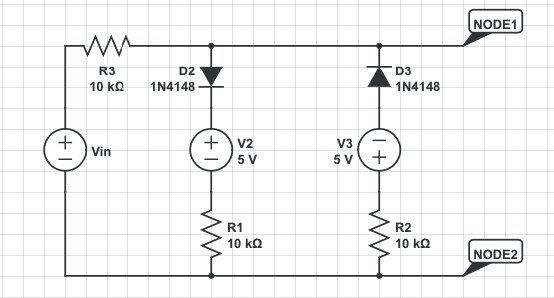 NODE1
R3
10 kΩ
D2
1N4148
D3
1N4148
+
−
Vin
+
−
V2
5 V
V3
5 V
−
+
R1
10 kΩ
R2
10 kΩ
NODE2